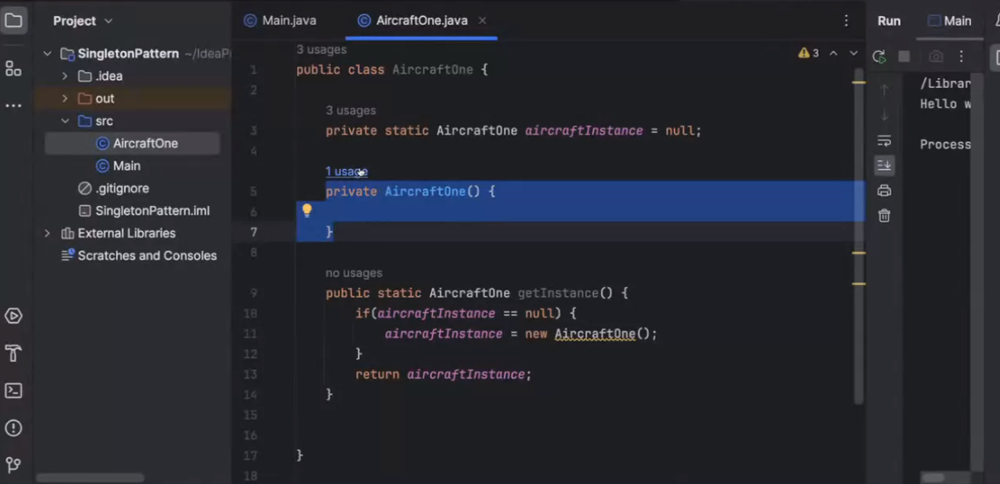 Project
Main.java
AircraftOne.java
Run
Main
SingletonPattern ~/IdeaP
.idea
out
src
AircraftOne
Main
.gitignore
SingletonPattern.iml
External Libraries
Scratches and Consoles
3 usages
3
1 public class AircraftOne {
2
3 usages
3 private static AircraftOne aircraftInstance = null;
4
1 usage
5 private AircraftOne() {
6
7 }
8
no usages
9 public static AircraftOne getInstance() {
10 if(aircraftInstance == null) {
11 aircraftInstance = new AircraftOne();
12 }
13 return aircraftInstance;
14 }
15
16
17 }
18
/Librar
Hello w
Process